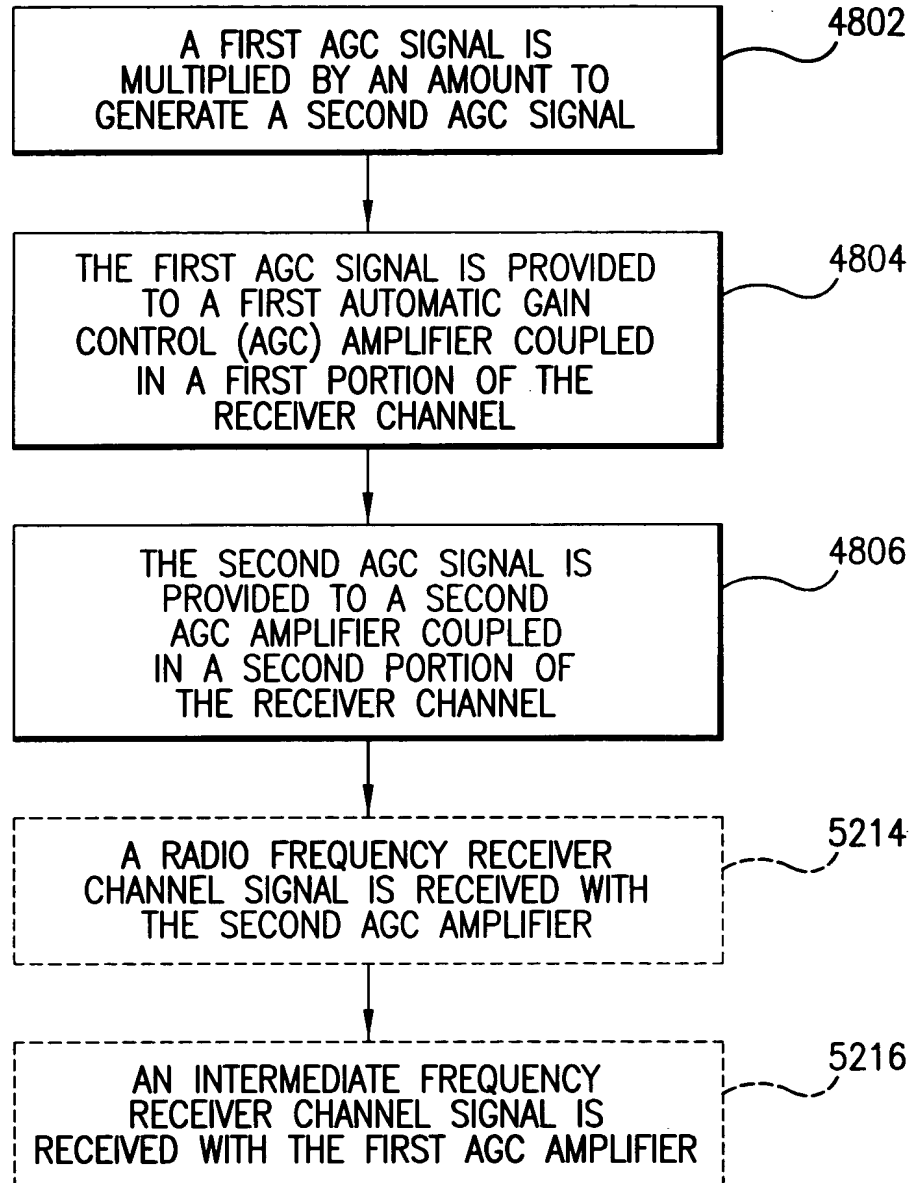 A FIRST AGC SIGNAL IS
MULTIPLIED BY AN AMOUNT TO
GENERATE A SECOND AGC SIGNAL
4802
THE FIRST AGC SIGNAL IS PROVIDED
TO A FIRST AUTOMATIC GAIN
CONTROL (AGC) AMPLIFIER COUPLED
IN A FIRST PORTION OF THE
RECEIVER CHANNEL
4804
THE SECOND AGC SIGNAL IS
PROVIDED TO A SECOND
AGC AMPLIFIER COUPLED
IN A SECOND PORTION OF
THE RECEIVER CHANNEL
4806
A RADIO FREQUENCY RECEIVER
CHANNEL SIGNAL IS RECEIVED WITH
THE SECOND AGC AMPLIFIER
5214
AN INTERMEDIATE FREQUENCY
RECEIVER CHANNEL SIGNAL IS
RECEIVED WITH THE FIRST AGC AMPLIFIER
5216